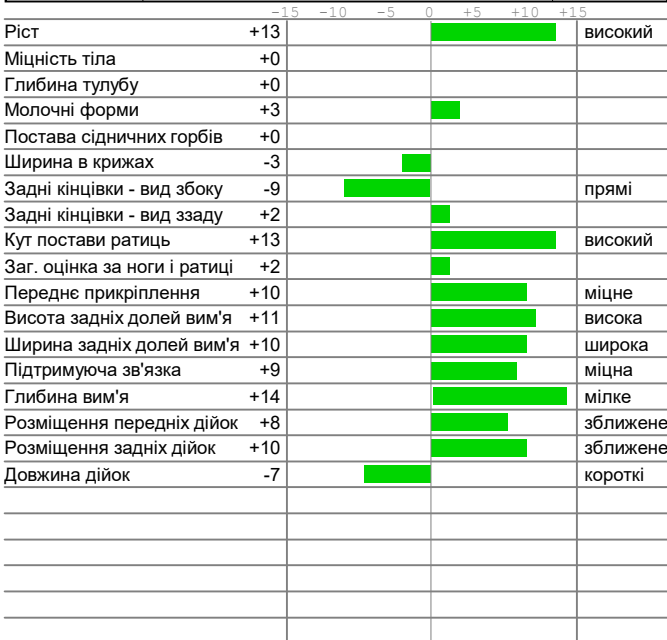 -15 -10 -5 0 +5 +10 +15
Ріст +13 високий
Міцність тіла +0
Глибина тулубу +0
Молочні форми +3
Постава сідничних горбів +0
Ширина в крижах -3
Задні кінцівки - вид збоку -9 прямі
Задні кінцівки - вид ззаду +2
Кут постави ратиць +13 високий
Заг. оцінка за ноги і ратиці +2
Переднє прикріплення +10 міцне
Висота задніх долей вим'я +11 висока
Ширина задніх долей вим'я +10 широка
Підтримуюча зв'язка +9 міцна
Глибина вим'я +14 мілке
Розміщення передніх дійок +8 зближене
Розміщення задніх дійок +10 зближене
Довжина дійок -7 короткі